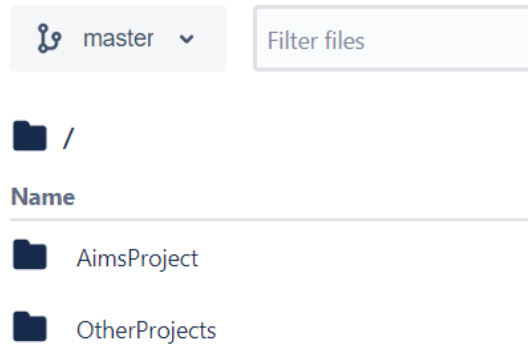 master
Filter files
/
Name
AimsProject
OtherProjects